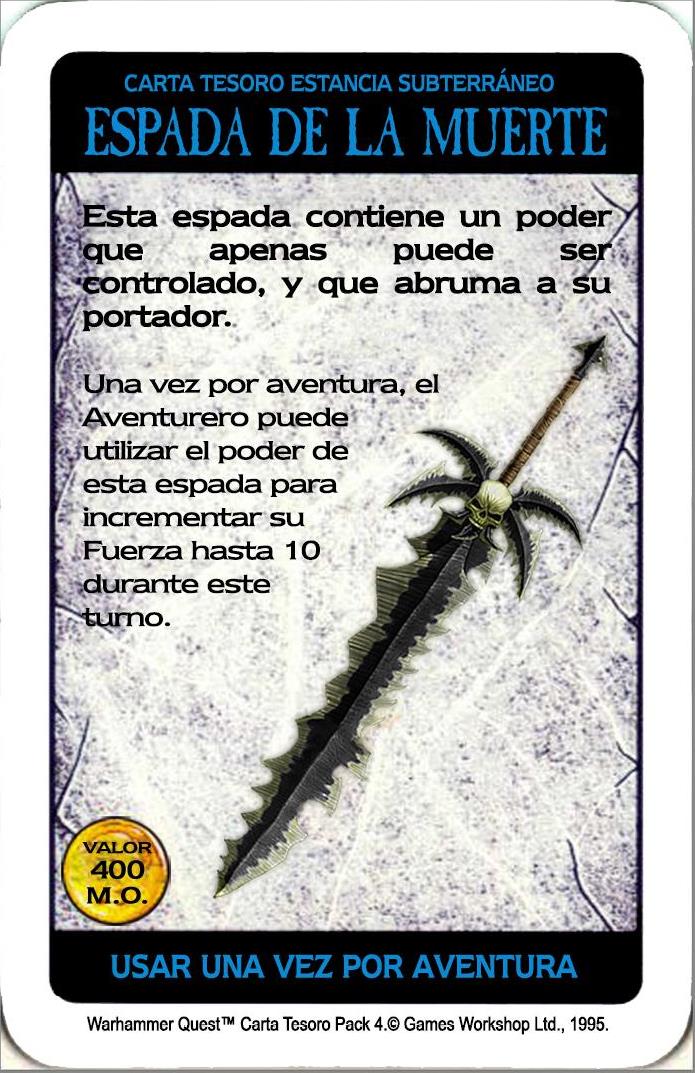 CARTA TESORO ESTANCIA SUBTERRÁNEO
ESPADA DE LA MUERTE
Esta espada contiene un poder
que apenas puede ser
controlado, y que abruma a su
portador.
Una vez por aventura, el
Aventurero puede
utilizar el poder de
esta espada para
incrementar su
Fuerza hasta 10
durante este
turno.
VALOR
400
M.O.
USAR UNA VEZ POR AVENTURA
Warhammer Quest™ Carta Tesoro Pack 4.© Games Workshop Ltd., 1995.